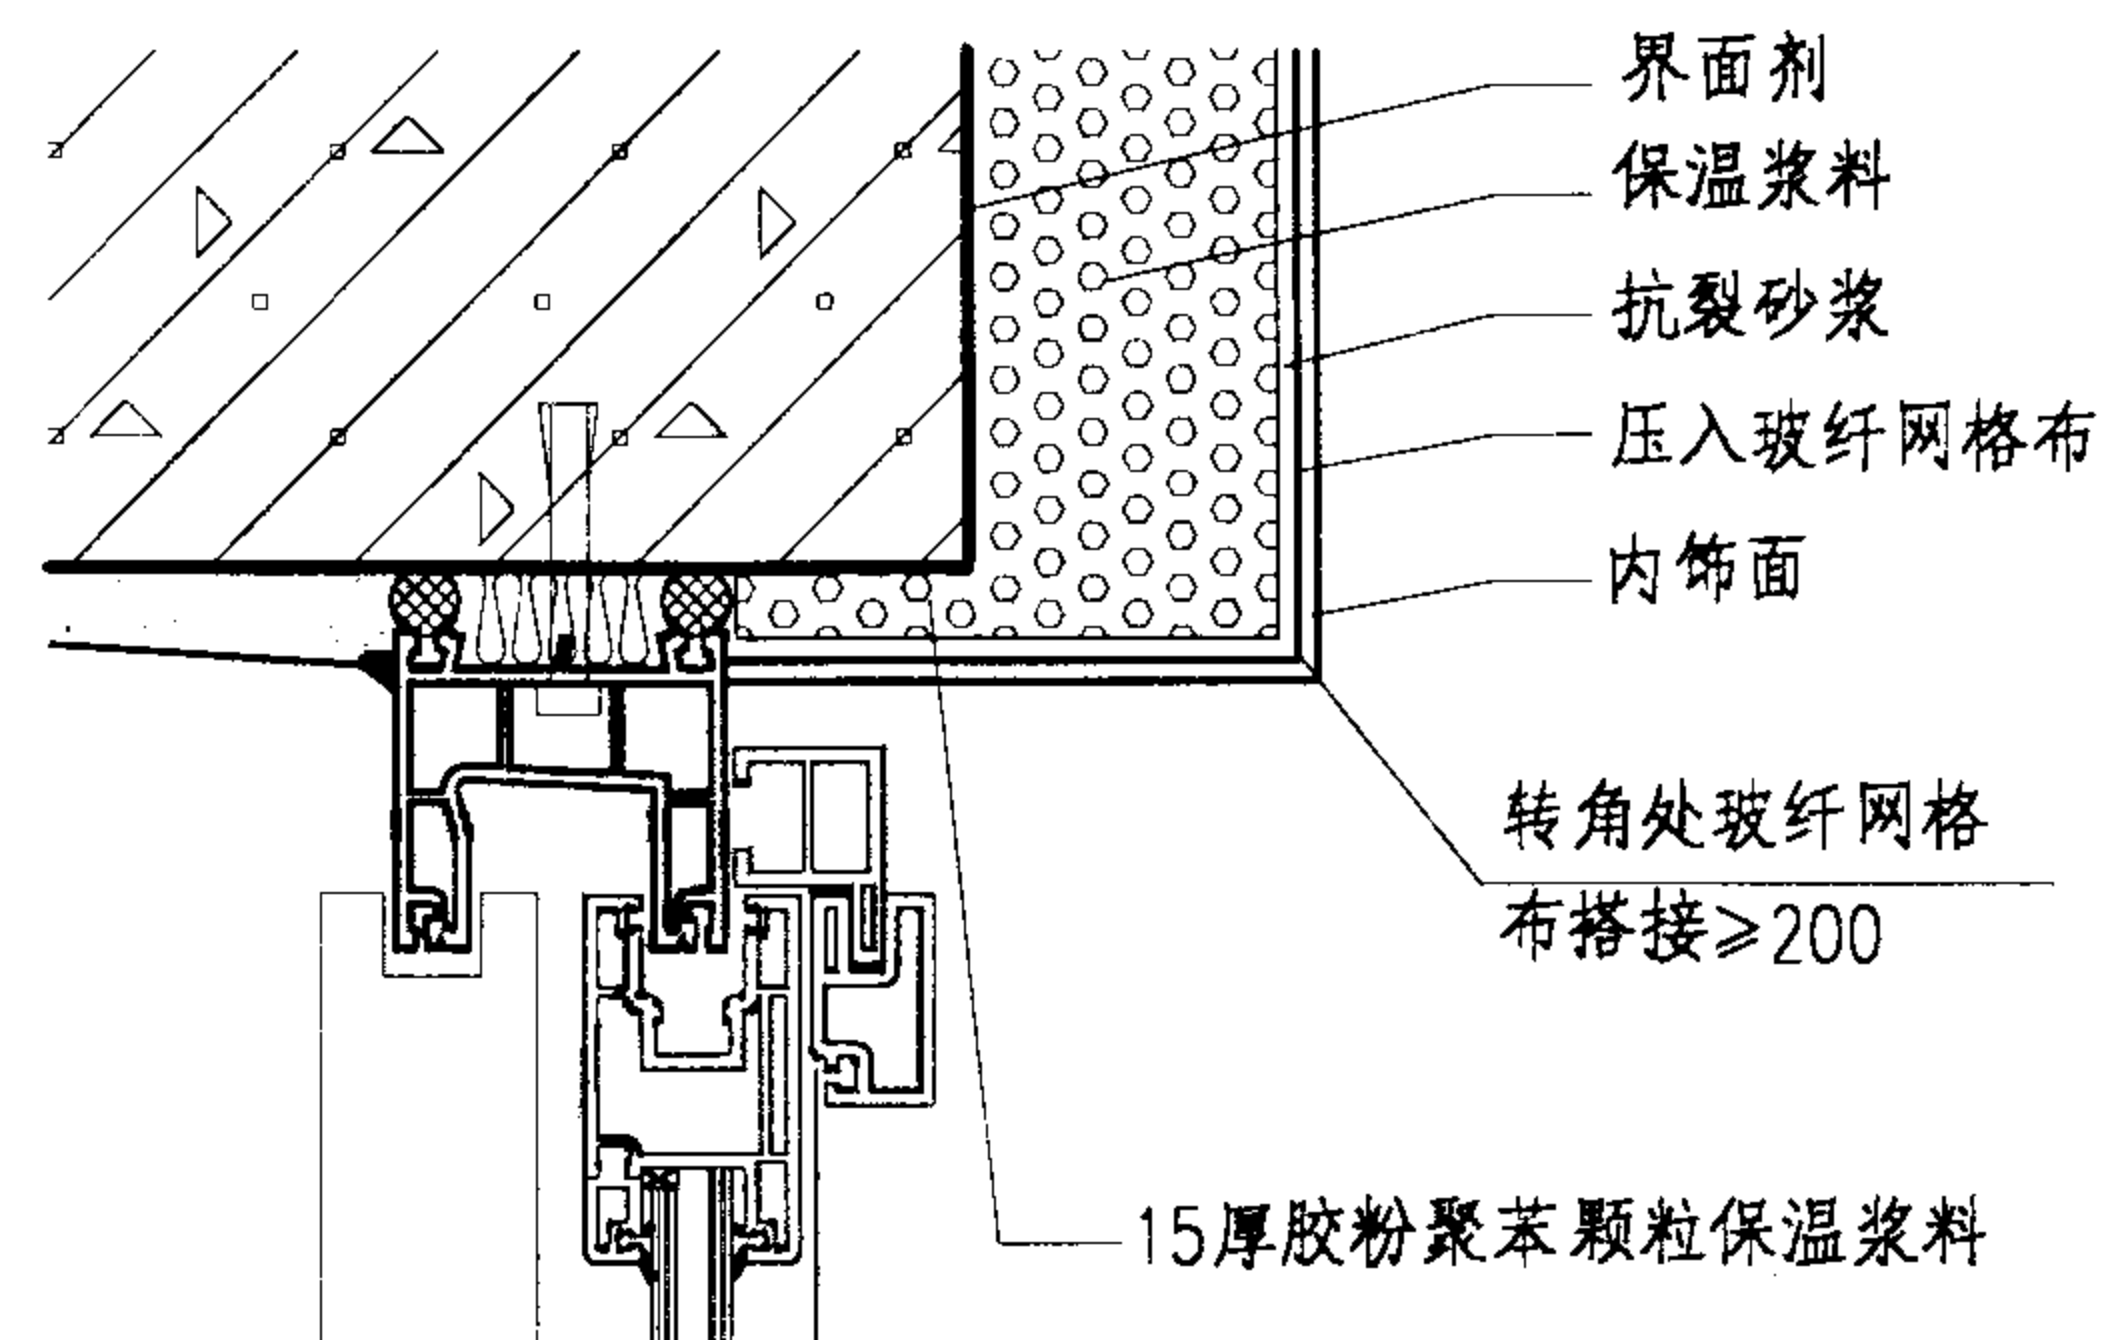 界面剂
保温浆料
抗裂砂浆
压入玻纤网格布
内饰面
转角处玻纤网格
布搭接≥200
15厚胶粉聚苯颗粒保温浆料